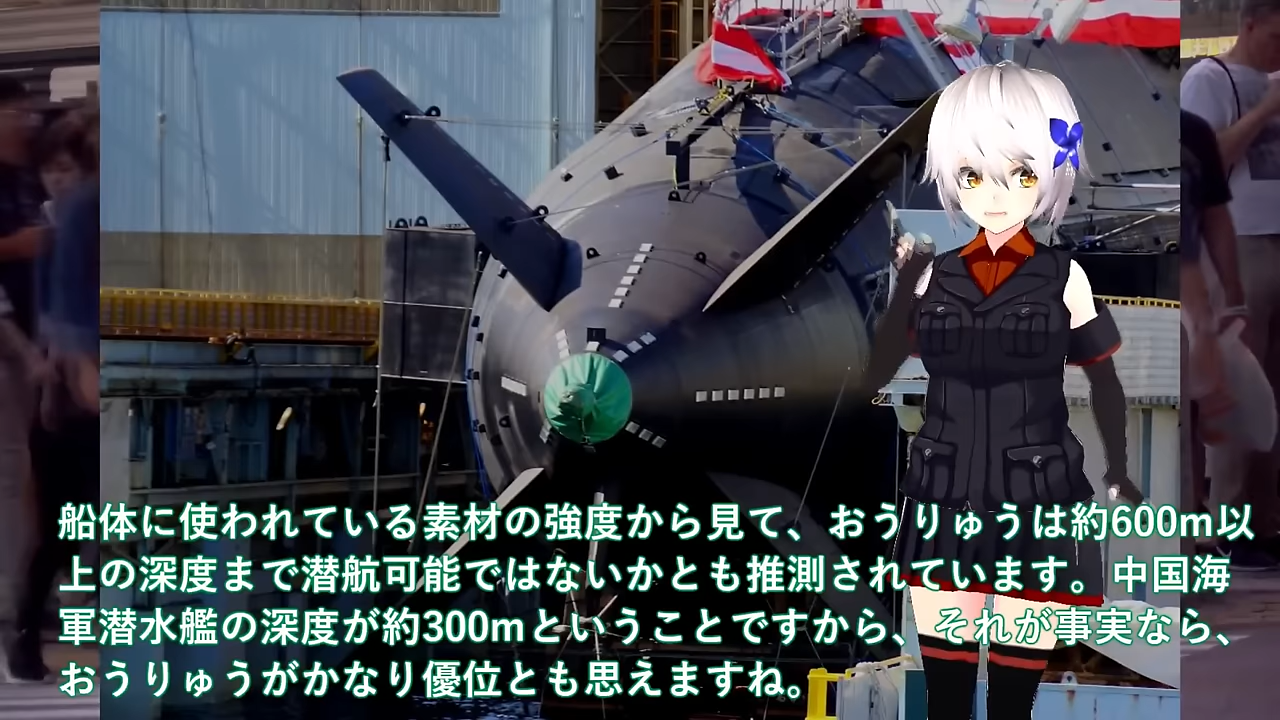 船体に使われている素材の強度から見て、おうりゅうは約600m以
上の深度まで潜航可能ではないかとも推測されています。中国海
軍潜水艦の深度が約300mということですから、それが事実なら、
おうりゅうがかなり優位とも思えますね。